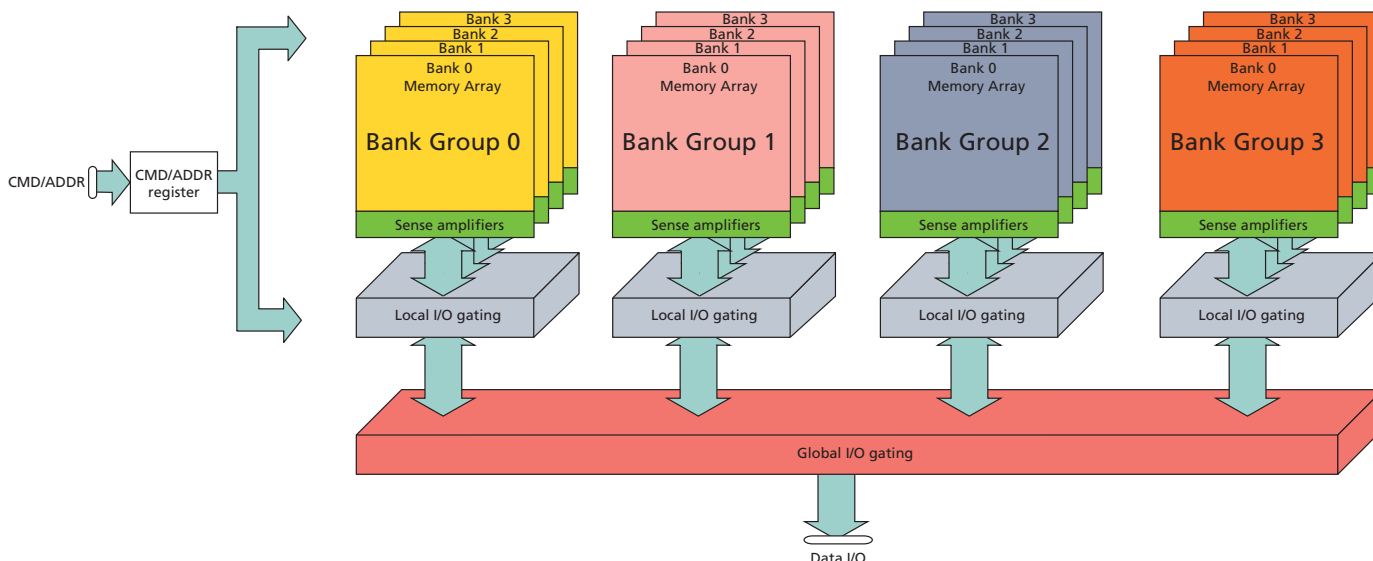 Bank 3
Bank 2
Bank 1
Bank 0
Memory Array
Bank Group 0
Sense amplifiers
Local I/O gating
Bank 3
Bank 2
Bank 1
Bank 0
Memory Array
Bank Group 1
Sense amplifiers
Local I/O gating
Bank 3
Bank 2
Bank 1
Bank 0
Memory Array
Bank Group 2
Sense amplifiers
Local I/O gating
Bank 3
Bank 2
Bank 1
Bank 0
Memory Array
Bank Group 3
Sense amplifiers
Local I/O gating
CMD/ADDR
CMD/ADDR
register
Global I/O gating
Data I/O